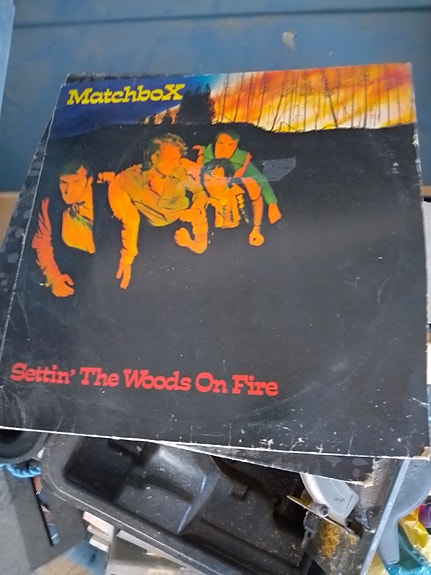 MatchboX
Settin' The Woods On Fire